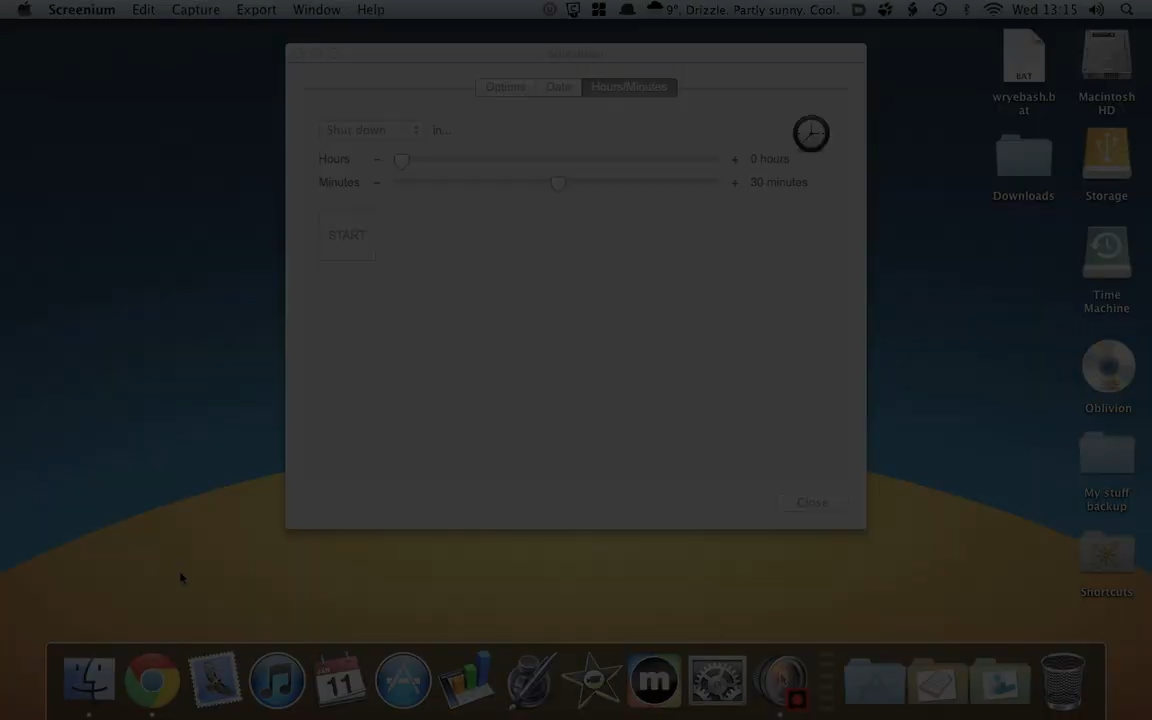 Screenium Edit Capture Export Window Help 9°, Drizzle. Partly sunny. Cool. Wed 13:15
Options Date Hours/Minutes
Shut down in...
Hours - + 0 hours
Minutes - + 30 minutes
START
Close
BAT
wryebash.b
at
Macintosh
HD
Downloads
Storage
Time
Machine
Oblivion
My stuff
backup
Shortcuts
JAN
11
m